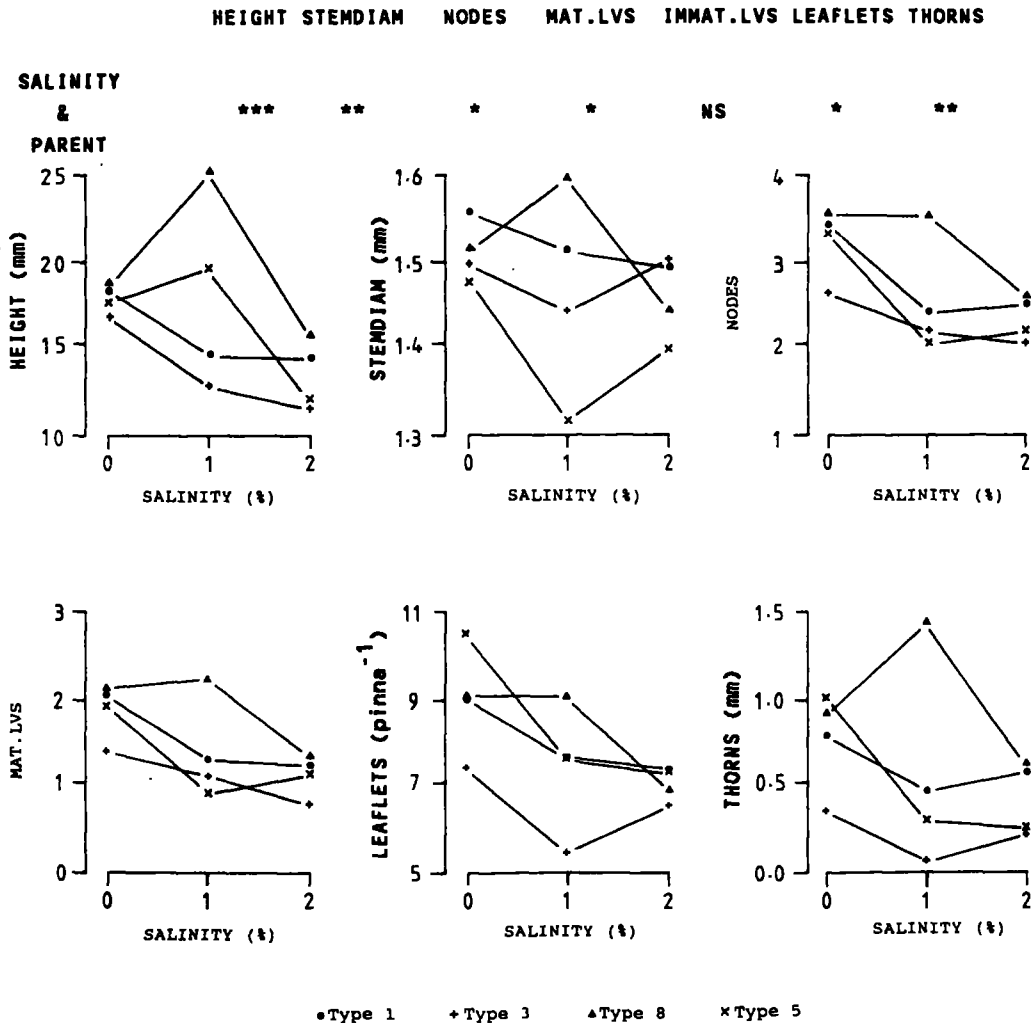 HEIGHT STEMDIAM NODES MAT.LVS IMMAT.LVS LEAFLETS THORNS
SALINITY
& *** ** * * NS * **
PARENT
HEIGHT (mm)
25
20
15
10
0 1 2
SALINITY (%)
STEMDIAM (mm)
1·6
1·5
1·4
1·3
0 1 2
SALINITY (%)
NODES
4
3
2
1
0 1 2
SALINITY (%)
MAT.LVS
3
2
1
0
0 1 2
SALINITY (%)
LEAFLETS (pinna⁻¹)
11
9
7
5
0 1 2
SALINITY (%)
THORNS (mm)
1·5
1·0
0·5
0·0
0 1 2
SALINITY (%)
•Type 1 +Type 3 ▲Type 8 ×Type 5